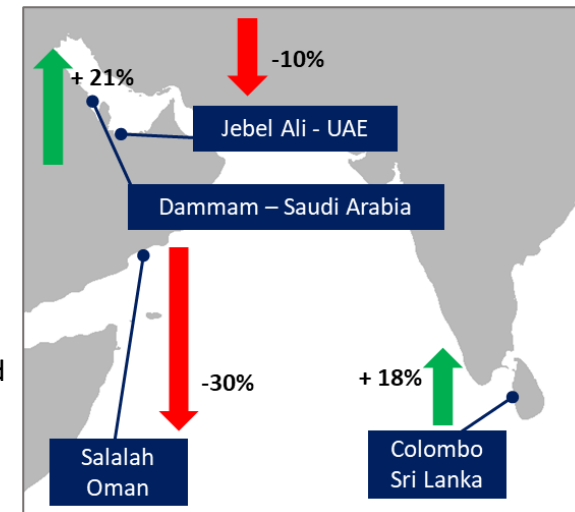 -10%
+ 21%
Jebel Ali - UAE
Dammam – Saudi Arabia
-30%
+ 18%
Salalah
Oman
Colombo
Sri Lanka